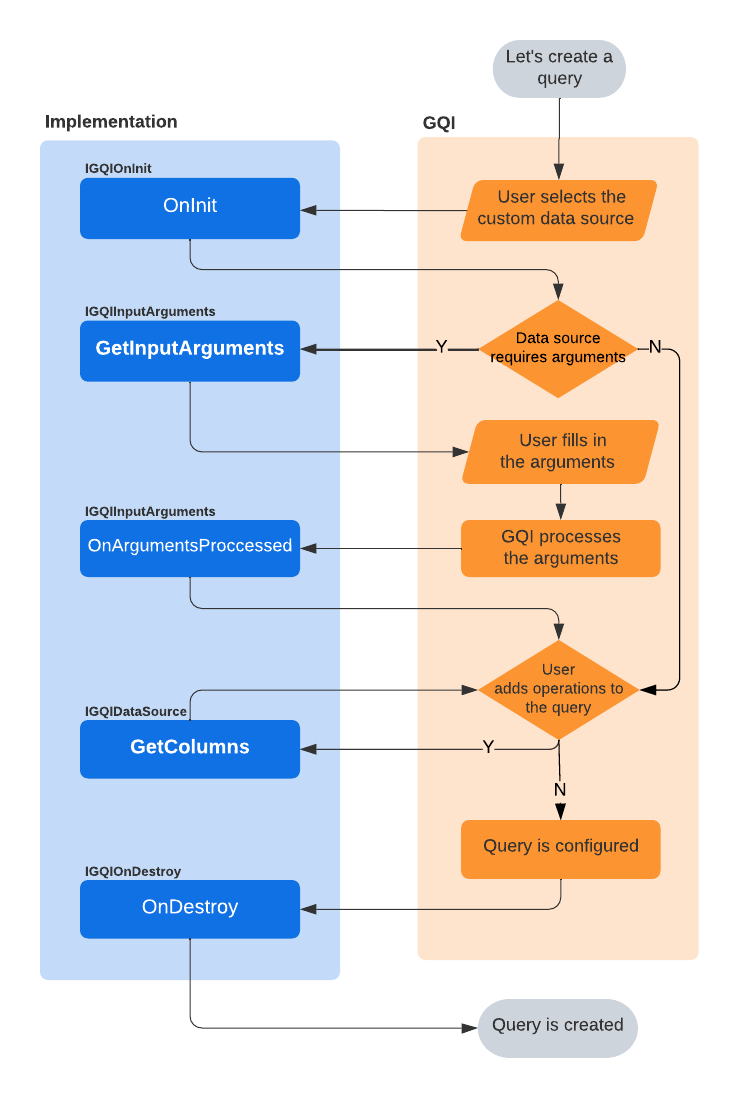 Let's create a
query
Implementation
GQI
IGQIOnInit
OnInit
User selects the
custom data source
IGQIInputArguments
GetInputArguments
Y
Data source
requires arguments
N
User fills in
the arguments
IGQIInputArguments
OnArgumentsProccessed
GQI processes
the arguments
User
adds operations to
the query
IGQIDataSource
GetColumns
Y
N
Query is configured
IGQIOnDestroy
OnDestroy
Query is created